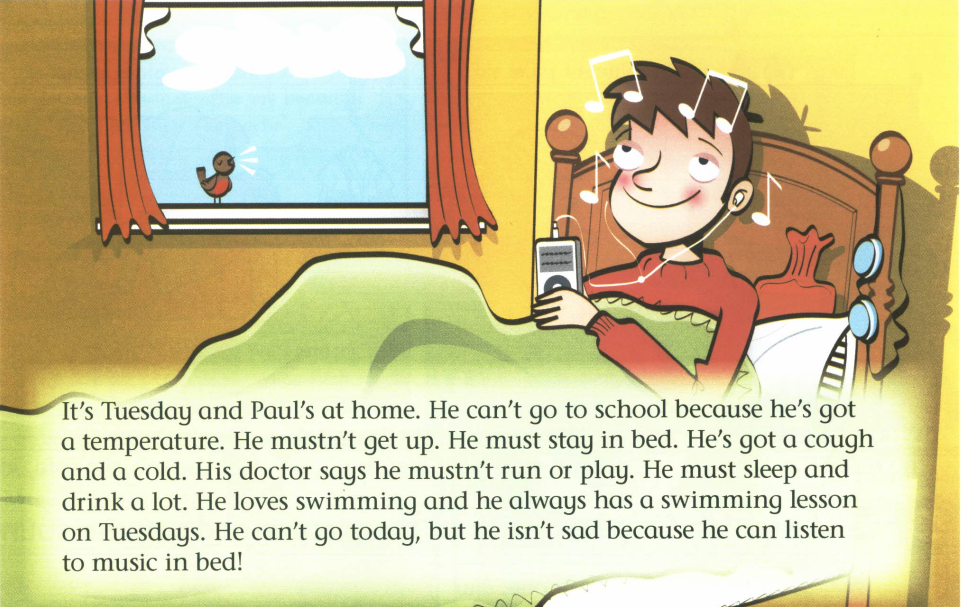 It's Tuesday and Paul's at home. He can't go to school because he's got
a temperature. He mustn't get up. He must stay in bed. He's got a cough
and a cold. His doctor says he mustn't run or play. He must sleep and
drink a lot. He loves swimming and he always has a swimming lesson
on Tuesdays. He can't go today, but he isn't sad because he can listen
to music in bed!